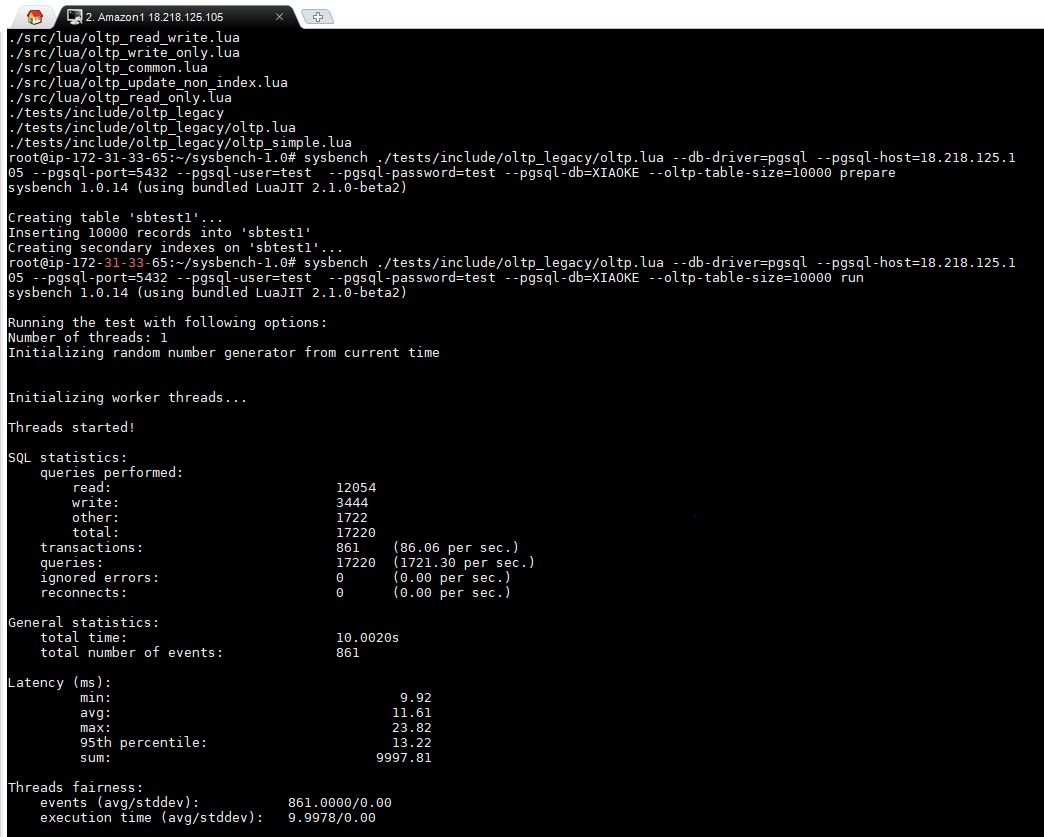 2. Amazon1 18.218.125.105
./src/lua/oltp_read_write.lua
./src/lua/oltp_write_only.lua
./src/lua/oltp_common.lua
./src/lua/oltp_update_non_index.lua
./src/lua/oltp_read_only.lua
./tests/include/oltp_legacy
./tests/include/oltp_legacy/oltp.lua
./tests/include/oltp_legacy/oltp_simple.lua
root@ip-172-31-33-65:~/sysbench-1.0# sysbench ./tests/include/oltp_legacy/oltp.lua --db-driver=pgsql --pgsql-host=18.218.125.1
05 --pgsql-port=5432 --pgsql-user=test  --pgsql-password=test --pgsql-db=XIAOKE --oltp-table-size=10000 prepare
sysbench 1.0.14 (using bundled LuaJIT 2.1.0-beta2)
Creating table 'sbtest1'...
Inserting 10000 records into 'sbtest1'
Creating secondary indexes on 'sbtest1'...
root@ip-172-31-33-65:~/sysbench-1.0# sysbench ./tests/include/oltp_legacy/oltp.lua --db-driver=pgsql --pgsql-host=18.218.125.1
05 --pgsql-port=5432 --pgsql-user=test  --pgsql-password=test --pgsql-db=XIAOKE --oltp-table-size=10000 run
sysbench 1.0.14 (using bundled LuaJIT 2.1.0-beta2)
Running the test with following options:
Number of threads: 1
Initializing random number generator from current time
Initializing worker threads...
Threads started!
SQL statistics:
    queries performed:
        read:                            12054
        write:                           3444
        other:                           1722
        total:                           17220
    transactions:                        861    (86.06 per sec.)
    queries:                             17220  (1721.30 per sec.)
    ignored errors:                      0      (0.00 per sec.)
    reconnects:                          0      (0.00 per sec.)
General statistics:
    total time:                          10.0020s
    total number of events:              861
Latency (ms):
         min:                                    9.92
         avg:                                   11.61
         max:                                   23.82
         95th percentile:                       13.22
         sum:                                 9997.81
Threads fairness:
    events (avg/stddev):           861.0000/0.00
    execution time (avg/stddev):   9.9978/0.00